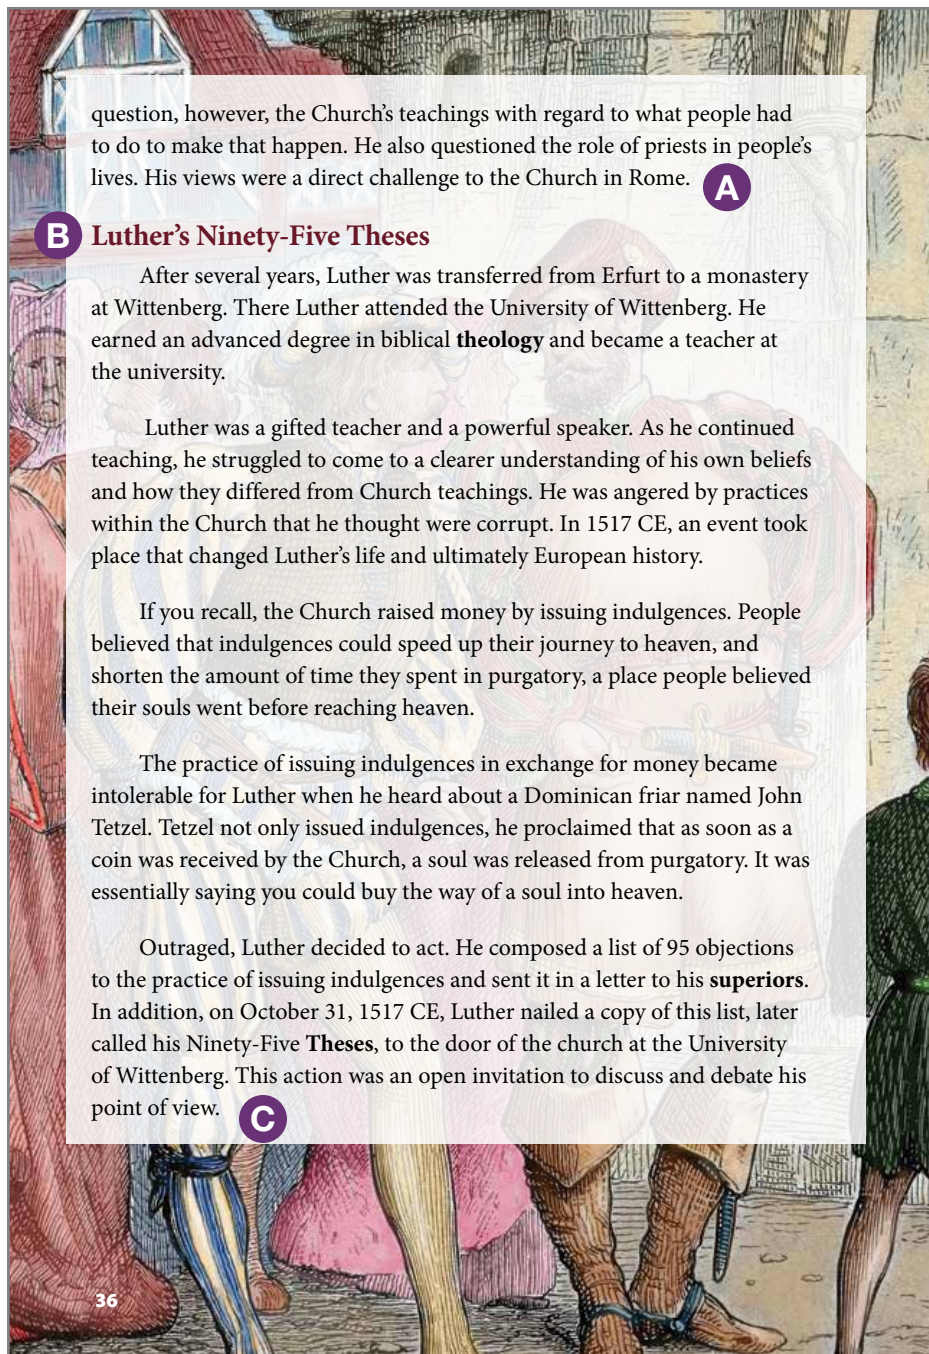 question, however, the Church's teachings with regard to what people had
to do to make that happen. He also questioned the role of priests in people's
lives. His views were a direct challenge to the Church in Rome.
A
B
Luther's Ninety-Five Theses
After several years, Luther was transferred from Erfurt to a monastery
at Wittenberg. There Luther attended the University of Wittenberg. He
earned an advanced degree in biblical theology and became a teacher at
the university.
Luther was a gifted teacher and a powerful speaker. As he continued
teaching, he struggled to come to a clearer understanding of his own beliefs
and how they differed from Church teachings. He was angered by practices
within the Church that he thought were corrupt. In 1517 CE, an event took
place that changed Luther's life and ultimately European history.
If you recall, the Church raised money by issuing indulgences. People
believed that indulgences could speed up their journey to heaven, and
shorten the amount of time they spent in purgatory, a place people believed
their souls went before reaching heaven.
The practice of issuing indulgences in exchange for money became
intolerable for Luther when he heard about a Dominican friar named John
Tetzel. Tetzel not only issued indulgences, he proclaimed that as soon as a
coin was received by the Church, a soul was released from purgatory. It was
essentially saying you could buy the way of a soul into heaven.
Outraged, Luther decided to act. He composed a list of 95 objections
to the practice of issuing indulgences and sent it in a letter to his superiors.
In addition, on October 31, 1517 CE, Luther nailed a copy of this list, later
called his Ninety-Five Theses, to the door of the church at the University
of Wittenberg. This action was an open invitation to discuss and debate his
point of view.
C
36